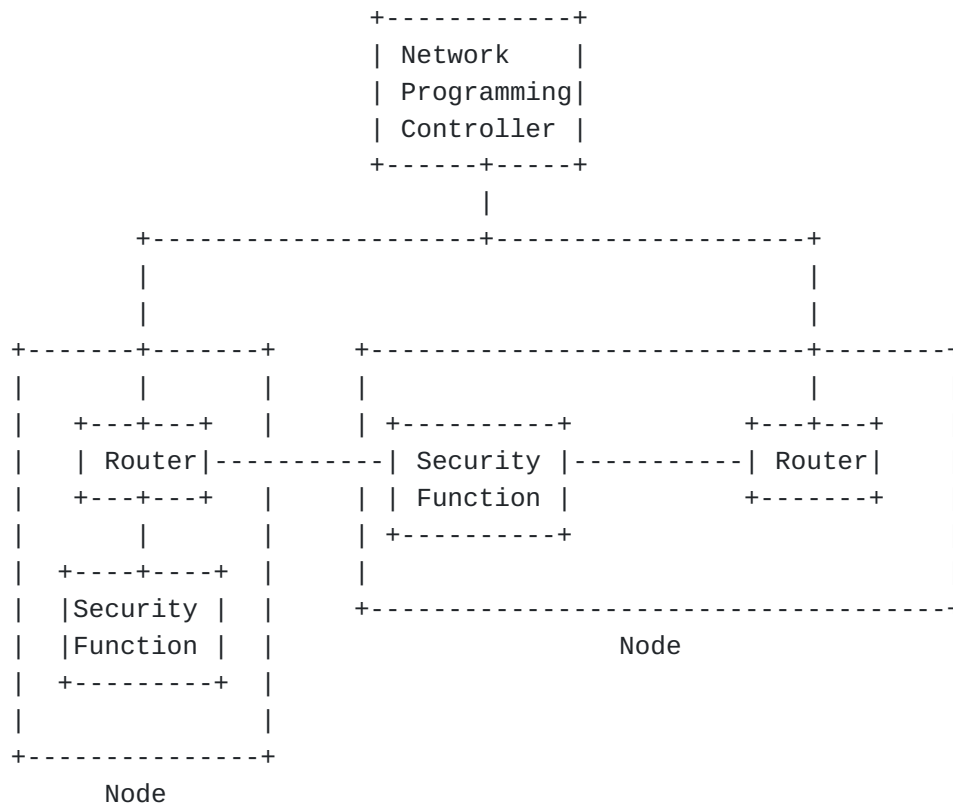 Network
Programming
Controller
Router
Security
Function
Router
Security
Function
Node
Node